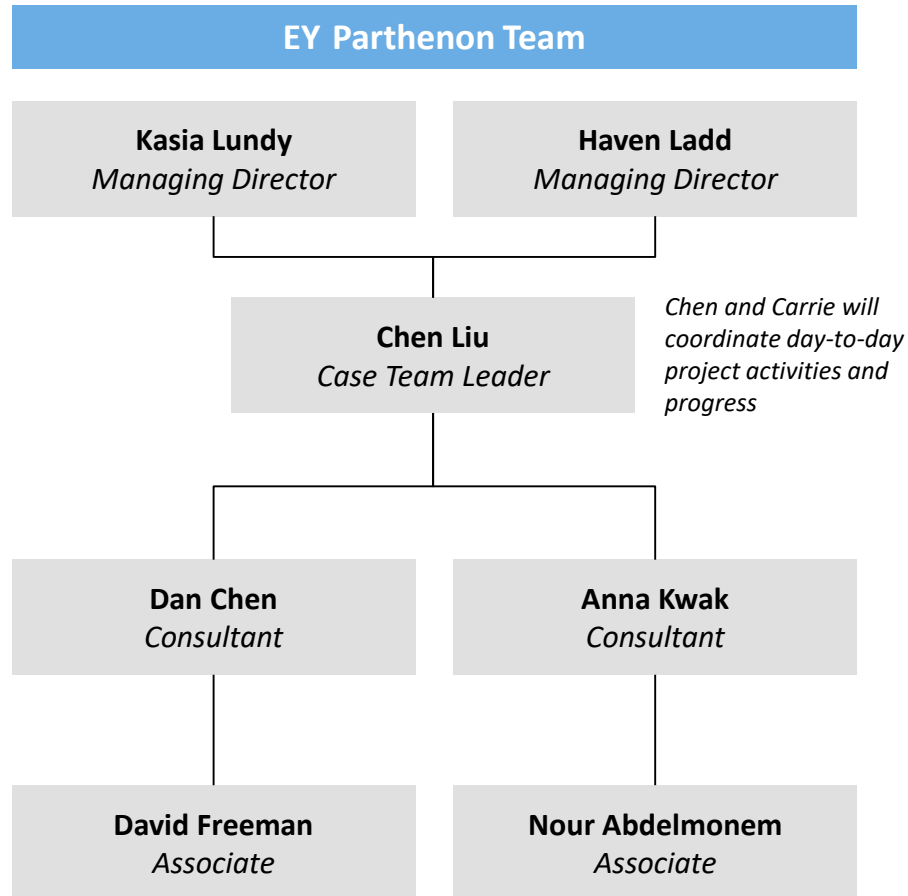 EY Parthenon Team
Kasia Lundy
Managing Director
Haven Ladd
Managing Director
Chen Liu
Case Team Leader
Chen and Carrie will
coordinate day-to-day
project activities and
progress
Dan Chen
Consultant
Anna Kwak
Consultant
David Freeman
Associate
Nour Abdelmonem
Associate